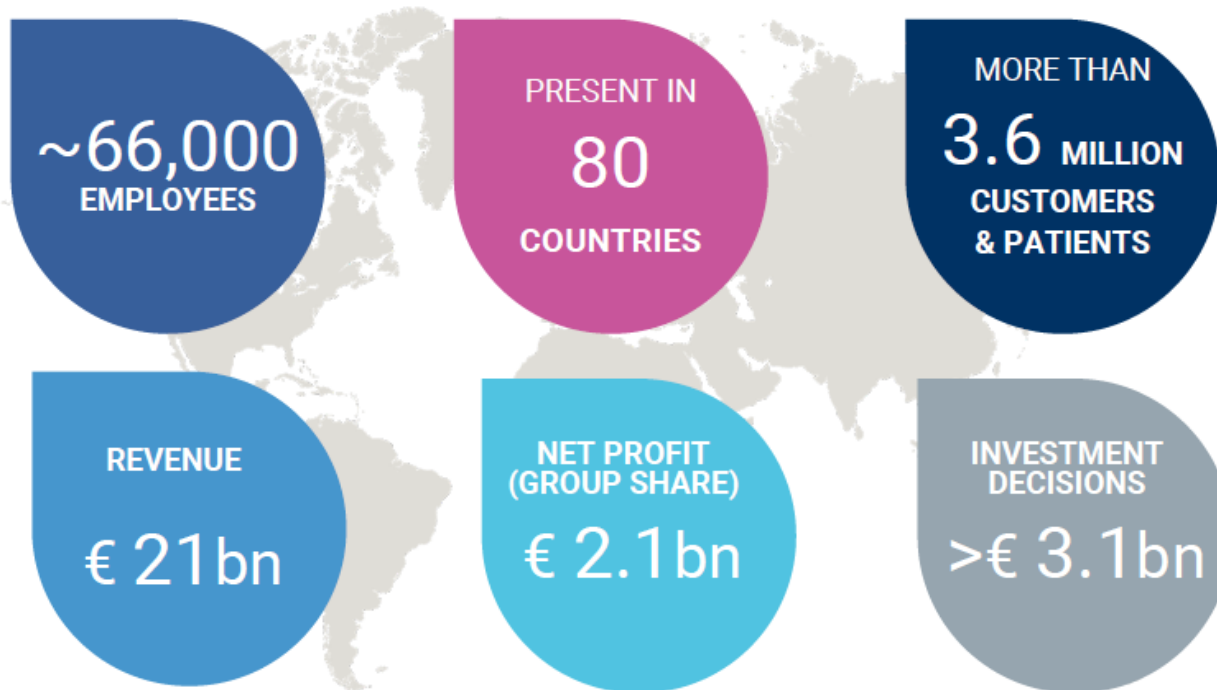 ~66,000
EMPLOYEES
PRESENT IN
80
COUNTRIES
MORE THAN
3.6 MILLION
CUSTOMERS
& PATIENTS
REVENUE
€ 21bn
NET PROFIT
(GROUP SHARE)
€ 2.1bn
INVESTMENT
DECISIONS
>€ 3.1bn